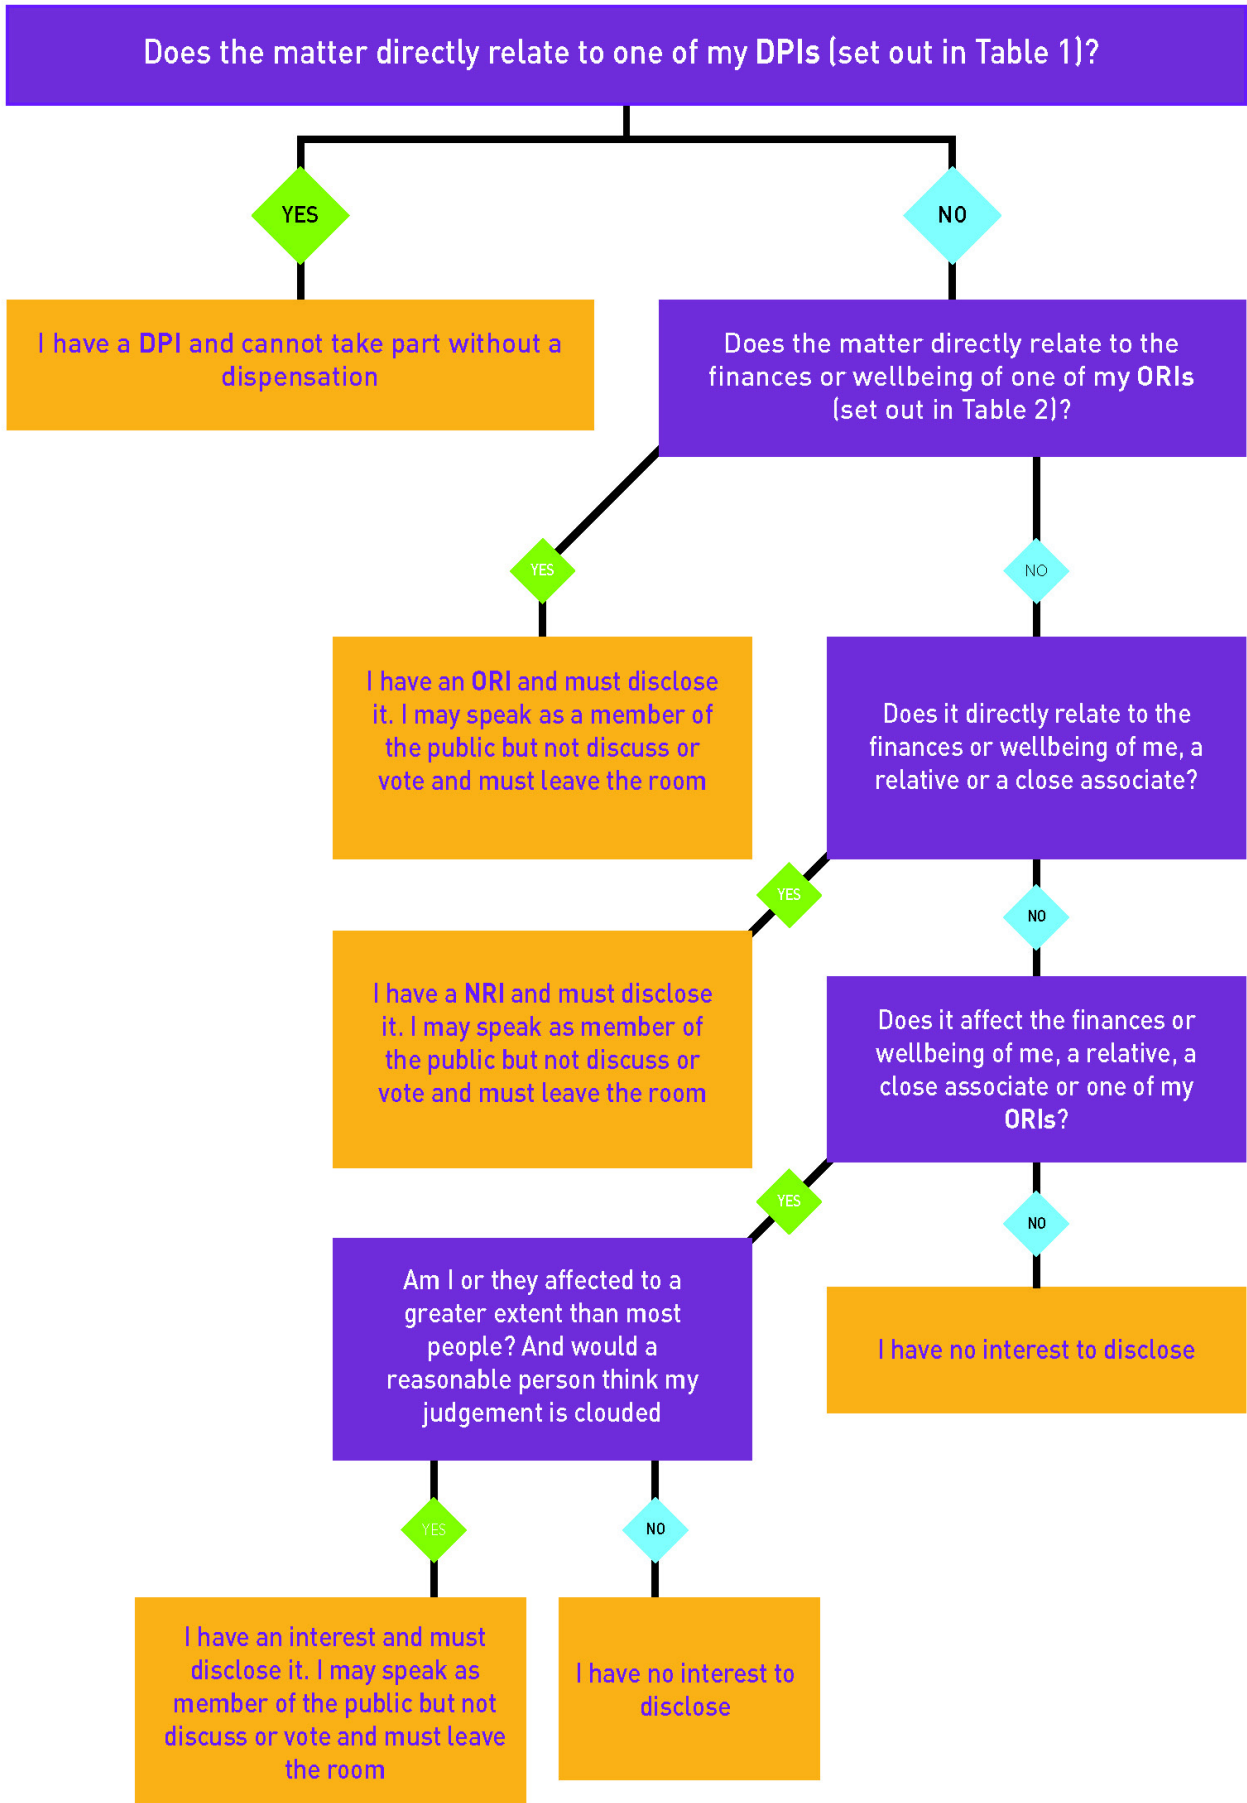 Does the matter directly relate to one of my DPIs (set out in Table 1)?
YES
NO
I have a DPI and cannot take part without a
dispensation
Does the matter directly relate to the
finances or wellbeing of one of my ORIs
(set out in Table 2)?
YES
NO
I have an ORI and must disclose
it. I may speak as a member of
the public but not discuss or
vote and must leave the room
Does it directly relate to the
finances or wellbeing of me, a
relative or a close associate?
YES
NO
I have a NRI and must disclose
it. I may speak as member of
the public but not discuss or
vote and must leave the room
Does it affect the finances or
wellbeing of me, a relative, a
close associate or one of my
ORIs?
YES
NO
Am I or they affected to a
greater extent than most
people? And would a
reasonable person think my
judgement is clouded
I have no interest to disclose
YES
NO
I have an interest and must
disclose it. I may speak as
member of the public but not
discuss or vote and must leave
the room
I have no interest to
disclose